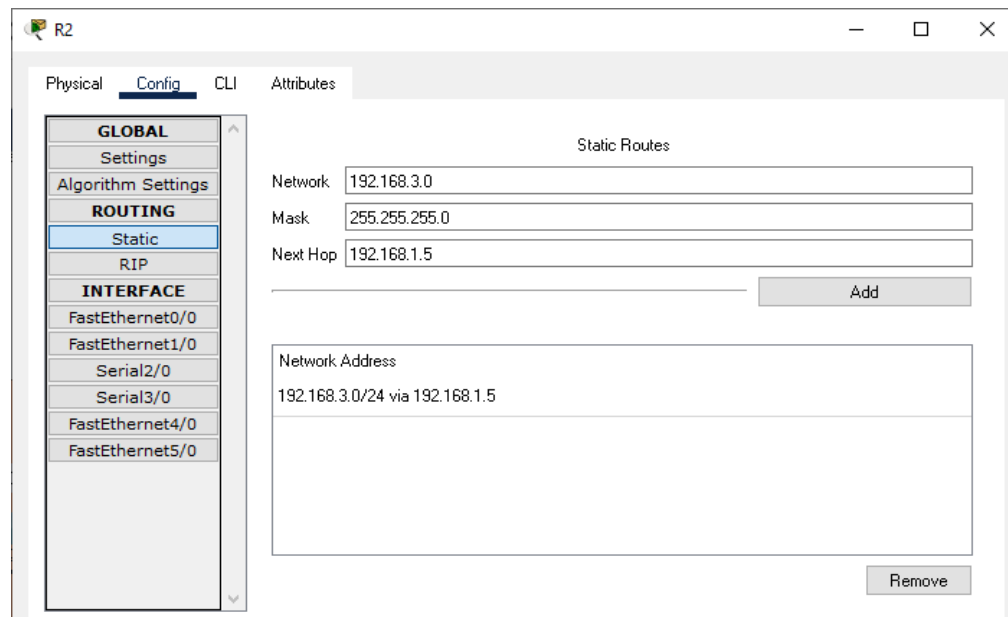 R2
Physical Config CLI Attributes
GLOBAL
Settings
Algorithm Settings
ROUTING
Static
RIP
INTERFACE
FastEthernet0/0
FastEthernet1/0
Serial2/0
Serial3/0
FastEthernet4/0
FastEthernet5/0
Static Routes
Network 192.168.3.0
Mask 255.255.255.0
Next Hop 192.168.1.5
Add
Network Address
192.168.3.0/24 via 192.168.1.5
Remove